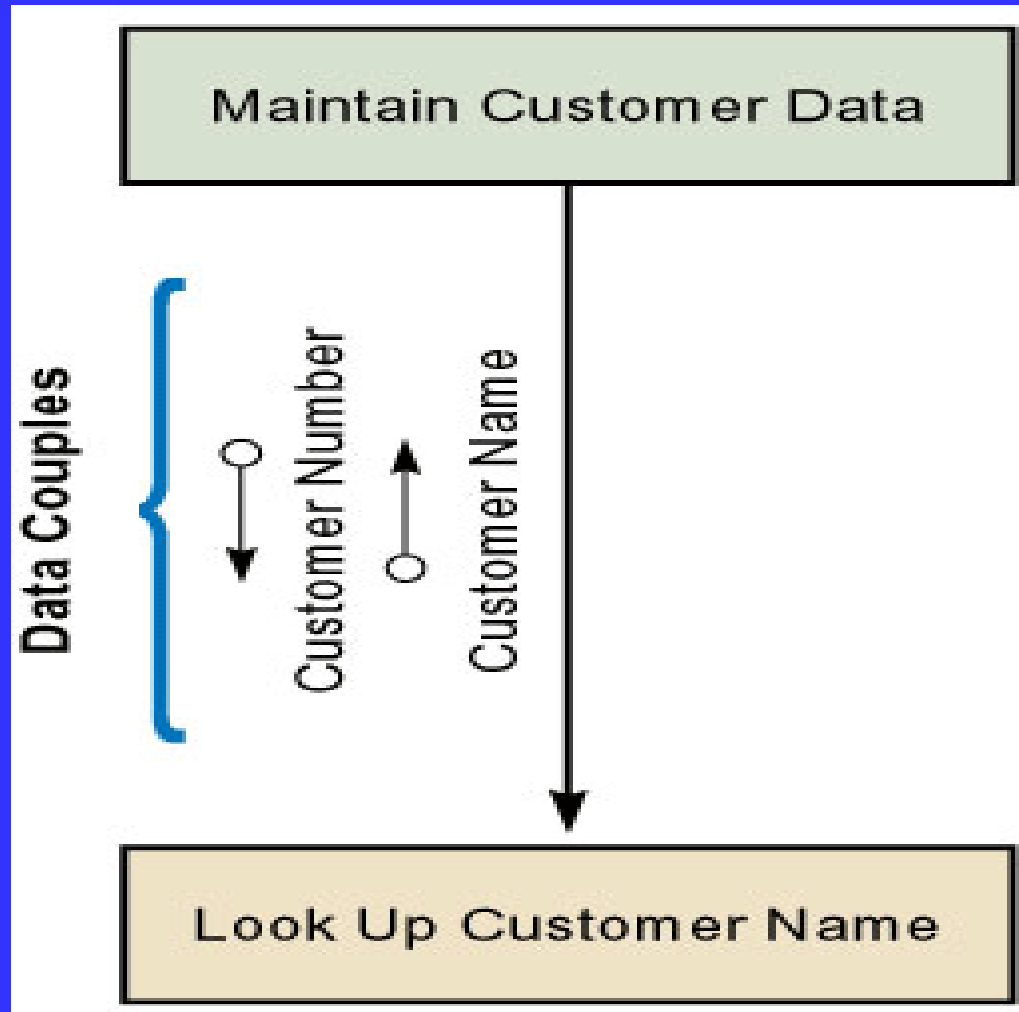 Maintain Customer Data
Data Couples
Customer Number
Customer Name
Look Up Customer Name